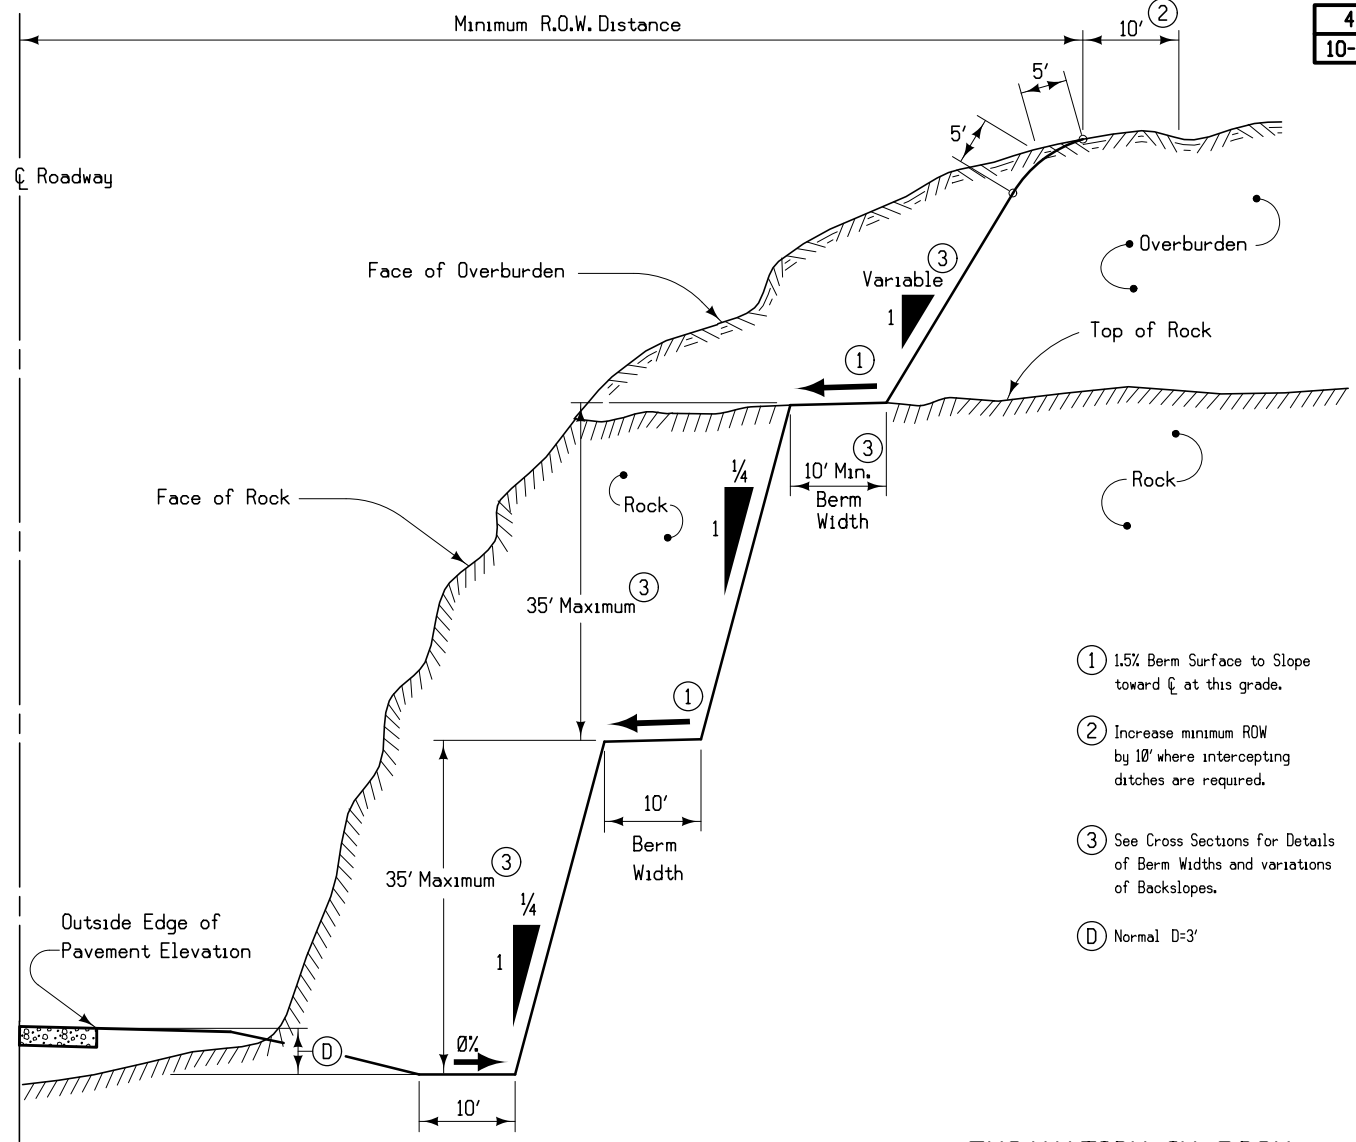 Minimum R.O.W. Distance
10'
2
4
10-
5'
5'
℄ Roadway
Overburden
Face of Overburden
3
Variable
1
Top of Rock
1
3
10' Min.
Berm
Width
1/4
1
Rock
Rock
Face of Rock
35' Maximum
3
1
10'
Berm
Width
35' Maximum
3
1/4
1
Outside Edge of
Pavement Elevation
D
0%
10'
1 1.5% Berm Surface to Slope
toward ℄ at this grade.
2 Increase minimum ROW
by 10' where intercepting
ditches are required.
3 See Cross Sections for Details
of Berm Widths and variations
of Backslopes.
D Normal D=3'